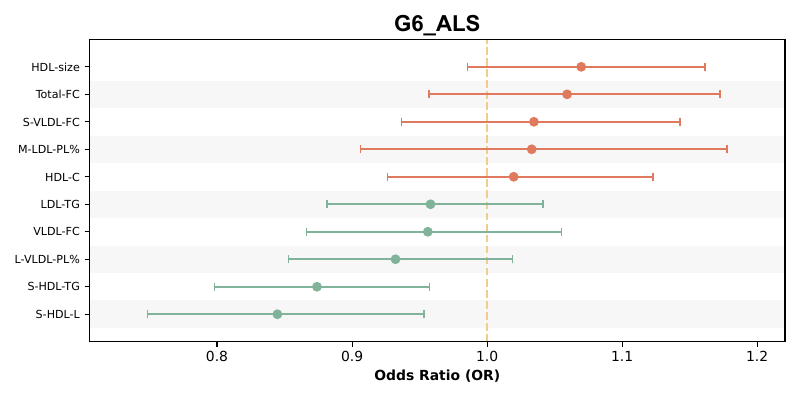 G6_ALS
HDL-size
Total-FC
S-VLDL-FC
M-LDL-PL%
HDL-C
LDL-TG
VLDL-FC
L-VLDL-PL%
S-HDL-TG
S-HDL-L
0.8 0.9 1.0 1.1 1.2
Odds Ratio (OR)